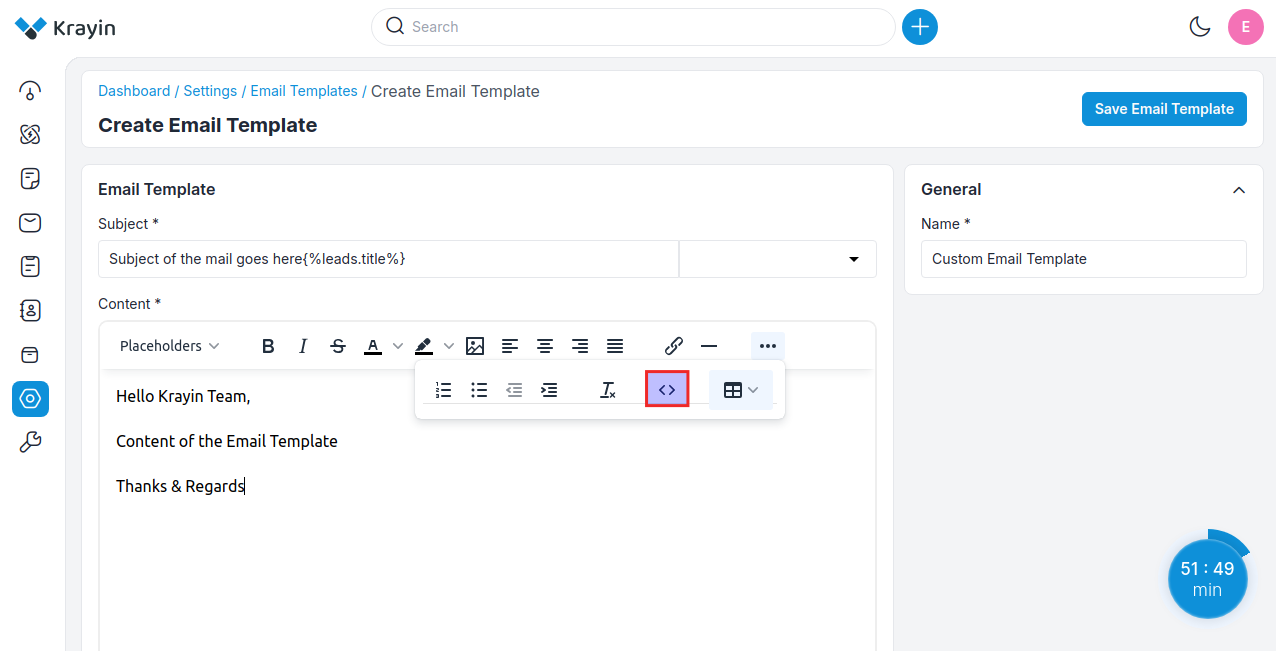 Krayin
Search
E
Dashboard / Settings / Email Templates / Create Email Template
Create Email Template
Save Email Template
Email Template
Subject *
Subject of the mail goes here{%leads.title%}
Content *
Placeholders
B I S A
Hello Krayin Team,
Content of the Email Template
Thanks & Regards
General
Name *
Custom Email Template
51 : 49
min